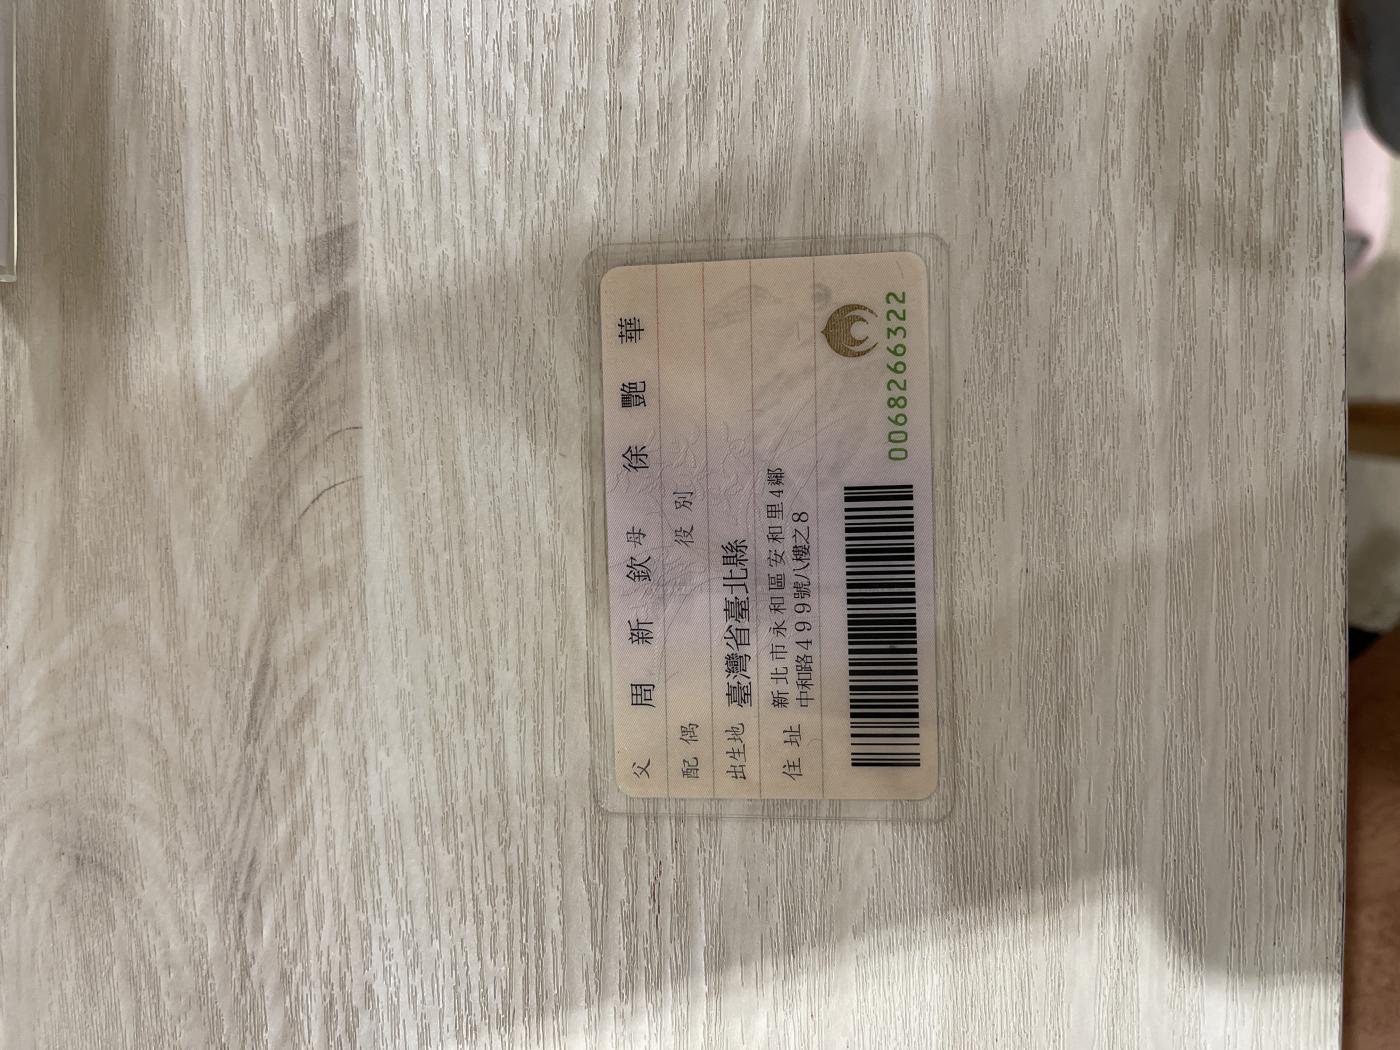 父 周新欽 母 徐艷華
配偶 役別
出生地 臺灣省臺北縣
住址 新北市永和區安和里4鄰
中和路499號八樓之8
0068266322